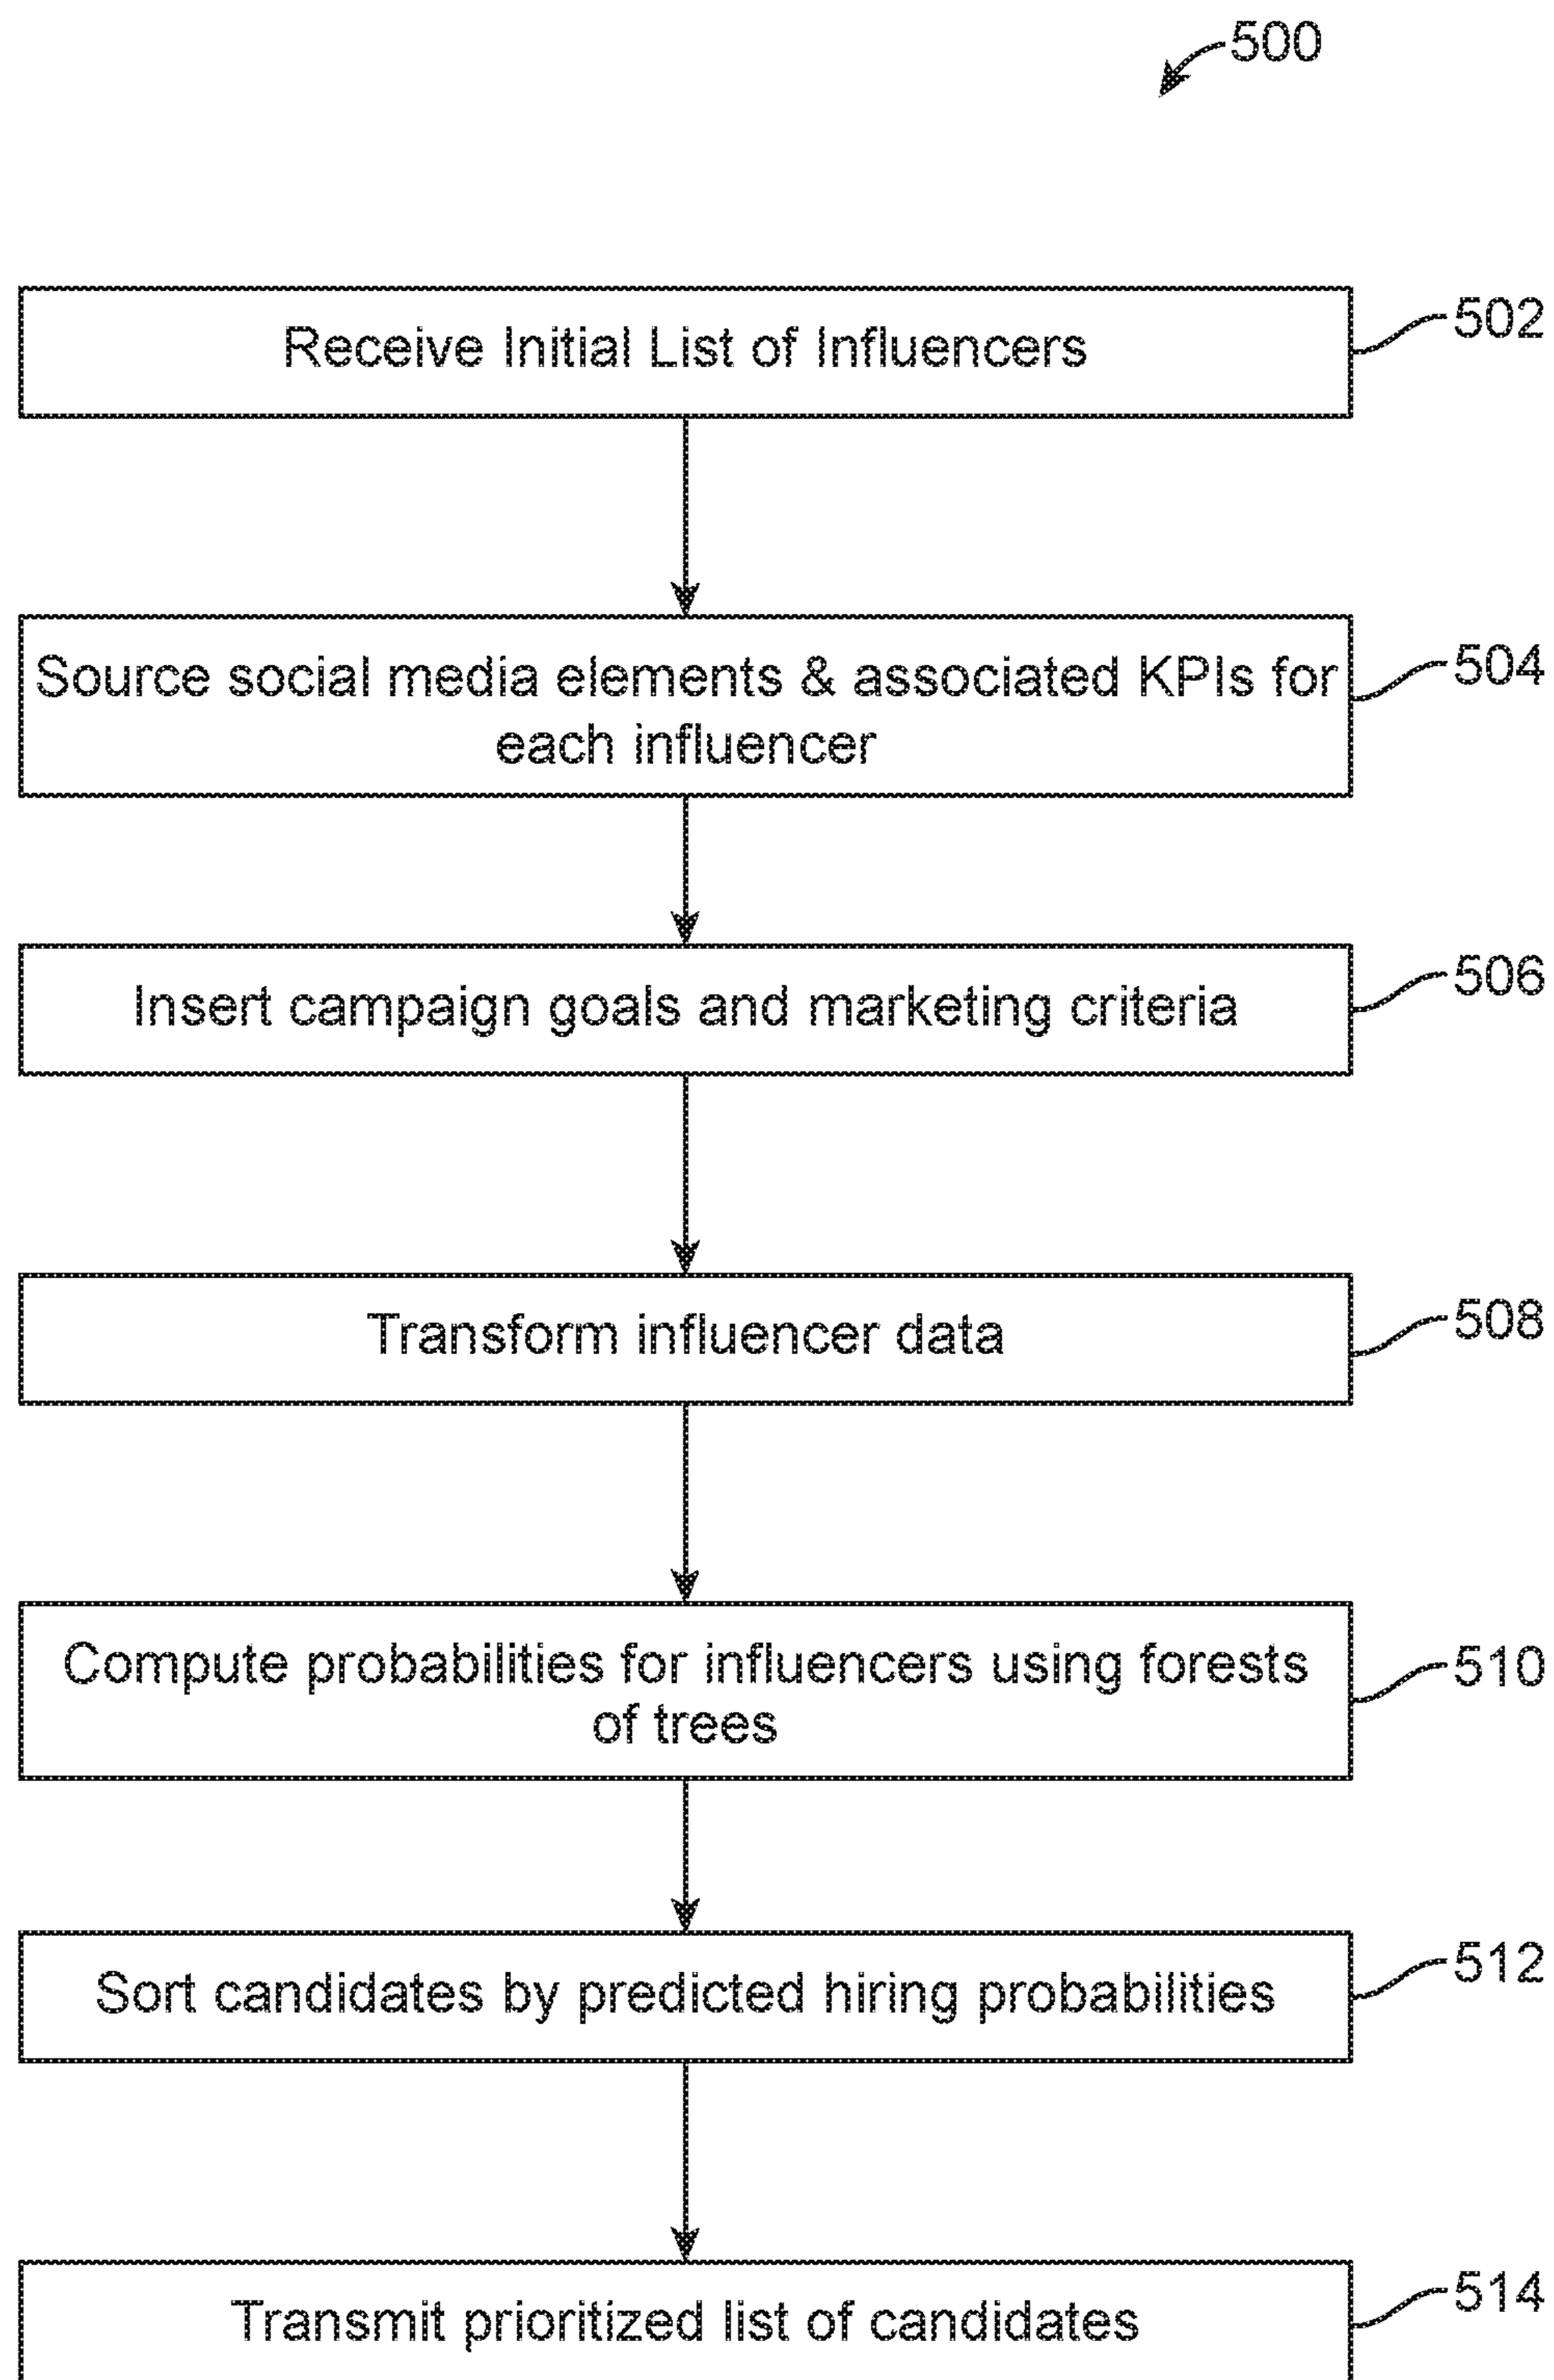 500
Receive Initial List of Influencers
502
Source social media elements & associated KPIs for
each influencer
504
Insert campaign goals and marketing criteria
506
Transform influencer data
508
Compute probabilities for influencers using forests
of trees
510
Sort candidates by predicted hiring probabilities
512
Transmit prioritized list of candidates
514